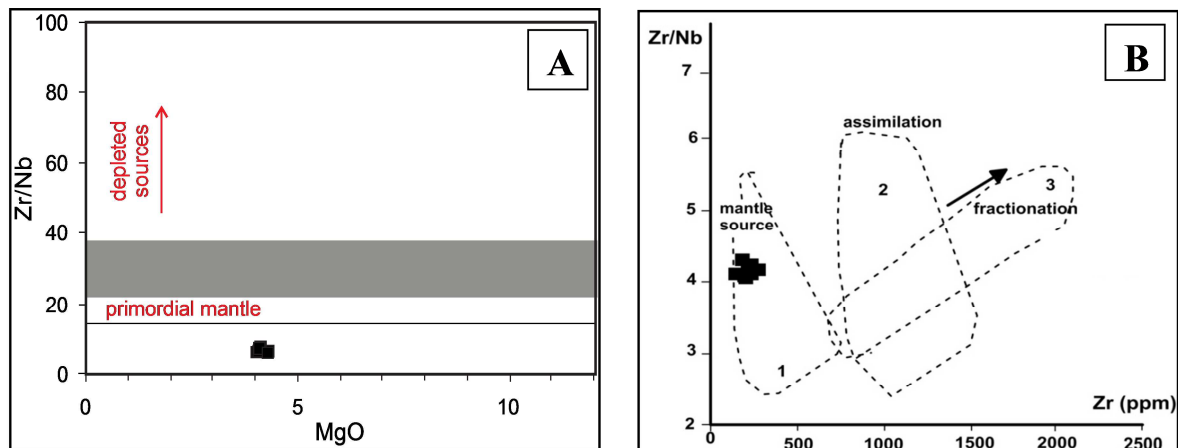 A
100
80
60
40
20
0
Zr/Nb
depleted
sources
primordial mantle
0
5
10
MgO
B
Zr/Nb
7
6
5
4
3
2
assimilation
2
3
fractionation
mantle
source
1
Zr (ppm)
0
500
1000
1500
2000
2500